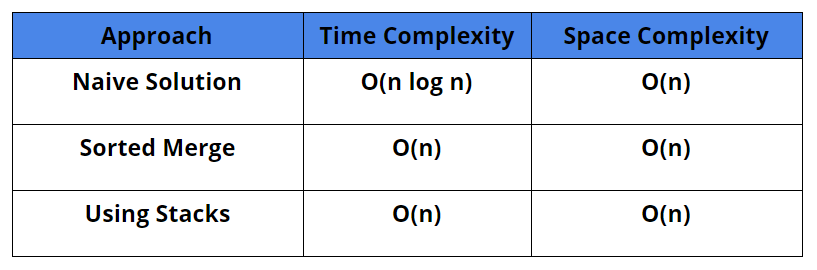 Approach Time Complexity Space Complexity
Naive Solution O(n log n) O(n)
Sorted Merge O(n) O(n)
Using Stacks O(n) O(n)